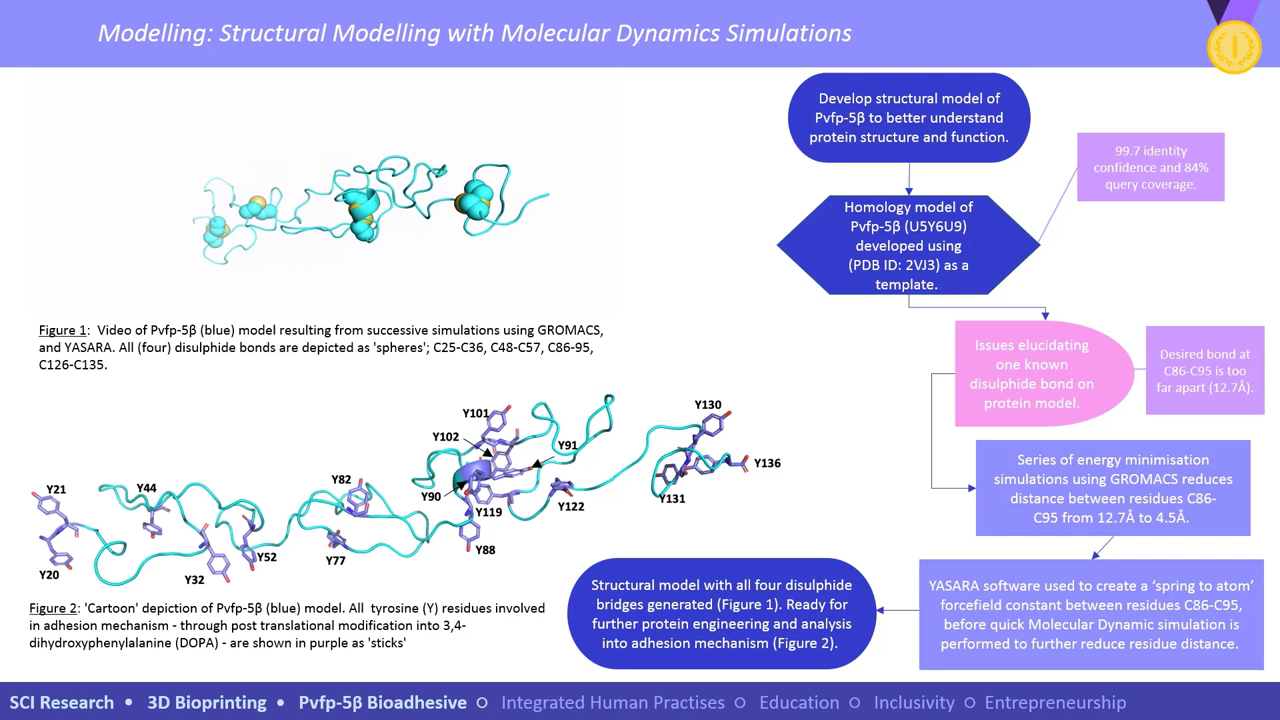 Modelling: Structural Modelling with Molecular Dynamics Simulations
Develop structural model of
Pvfp-5β to better understand
protein structure and function.
99.7 identity
confidence and 84%
query coverage.
Homology model of
Pvfp-5β (U5Y6U9)
developed using
(PDB ID: 2VJ3) as a
template.
Figure 1: Video of Pvfp-5β (blue) model resulting from successive simulations using GROMACS,
and YASARA. All (four) disulphide bonds are depicted as 'spheres'; C25-C36, C48-C57, C86-95,
C126-C135.
Issues elucidating
one known
disulphide bond on
protein model.
Desired bond at
C86-C95 is too
far apart (12.7Å).
Y101
Y130
Y102
Y91
Y136
Y82
Y21
Y44
Y90
Y131
Y119
Y122
Y88
Y52
Y77
Y20
Y32
Series of energy minimisation
simulations using GROMACS reduces
distance between residues C86-
C95 from 12.7Å to 4.5Å.
YASARA software used to create a ‘spring to atom’
forcefield constant between residues C86-C95,
before quick Molecular Dynamic simulation is
performed to further reduce residue distance.
Structural model with all four disulphide
bridges generated (Figure 1). Ready for
further protein engineering and analysis
into adhesion mechanism (Figure 2).
Figure 2: 'Cartoon' depiction of Pvfp-5β (blue) model. All tyrosine (Y) residues involved
in adhesion mechanism - through post translational modification into 3,4-
dihydroxyphenylalanine (DOPA) - are shown in purple as 'sticks'
SCI Research • 3D Bioprinting • Pvfp-5β Bioadhesive ○ Integrated Human Practises ○ Education ○ Inclusivity ○ Entrepreneurship